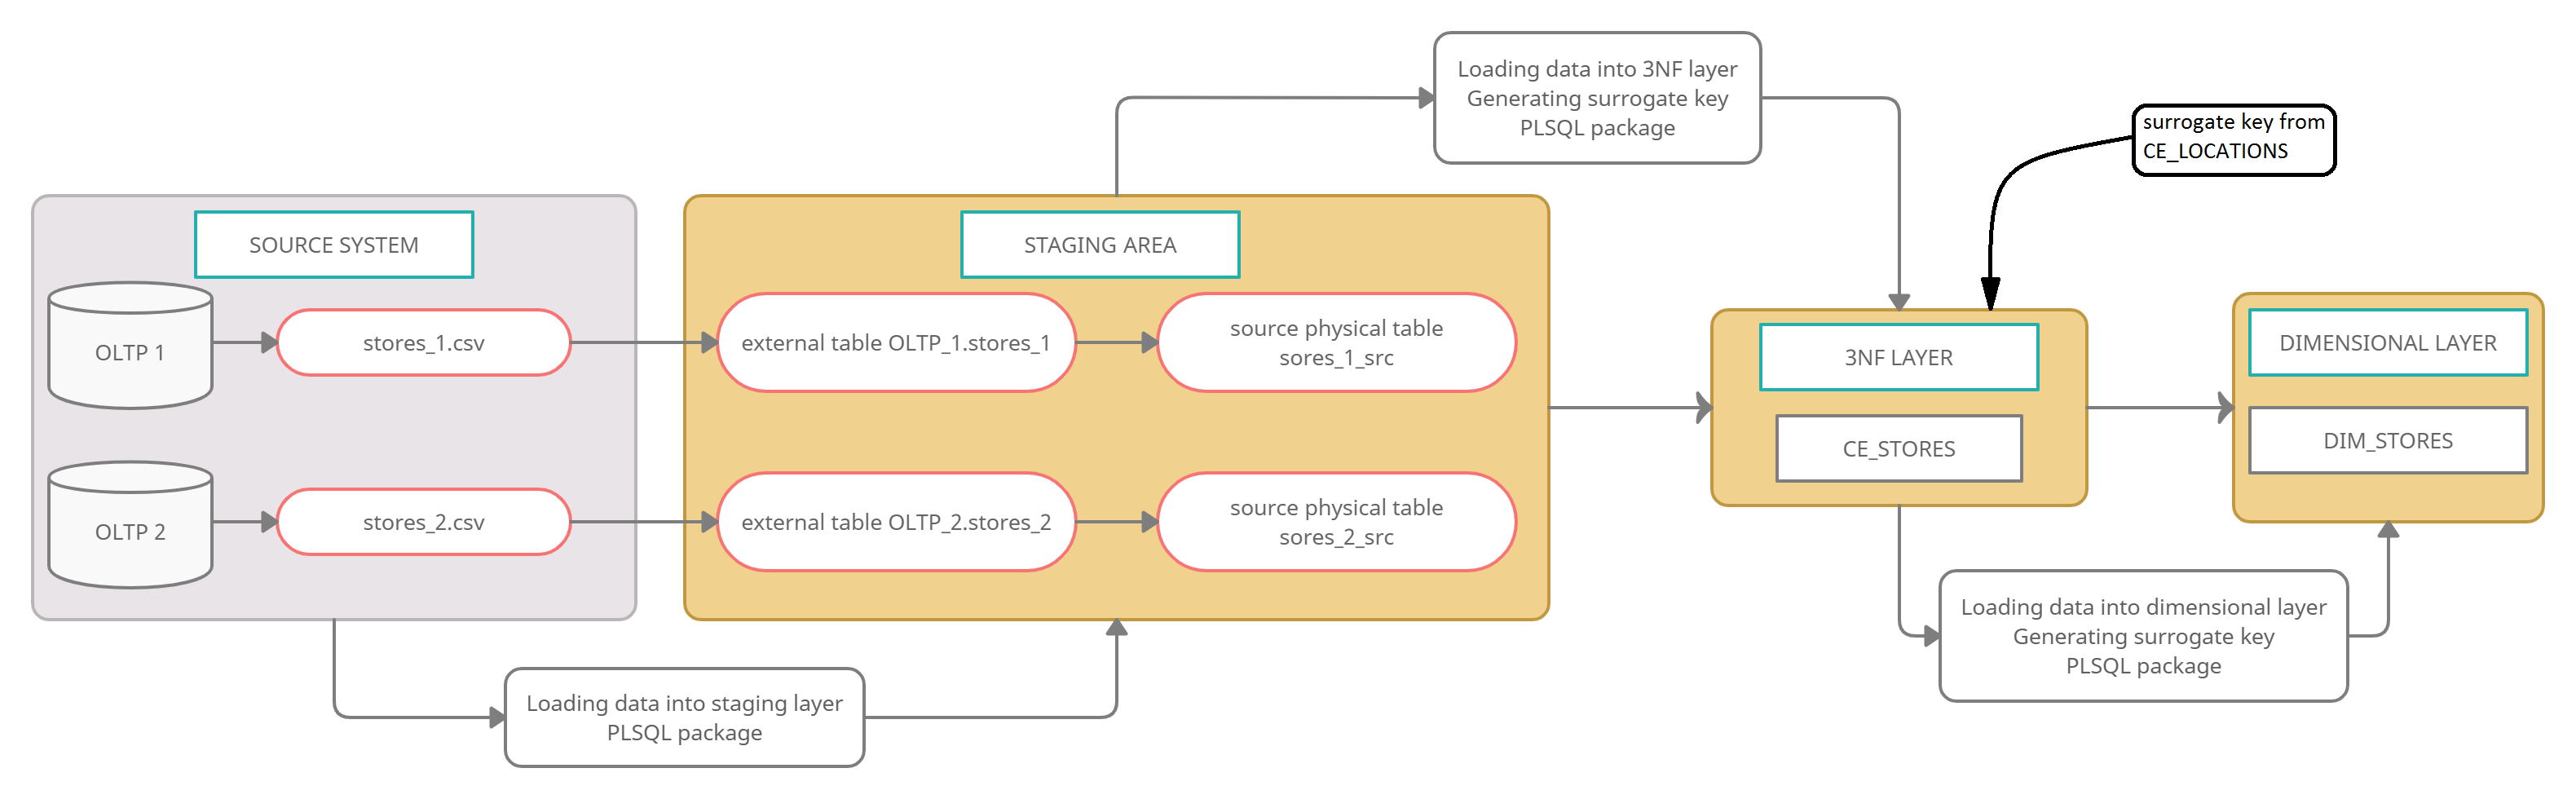 Loading data into 3NF layer
Generating surrogate key
PLSQL package
surrogate key from
CE_LOCATIONS
SOURCE SYSTEM
OLTP 1
stores_1.csv
OLTP 2
stores_2.csv
STAGING AREA
external table OLTP_1.stores_1
source physical table
sores_1_src
external table OLTP_2.stores_2
source physical table
sores_2_src
3NF LAYER
CE_STORES
DIMENSIONAL LAYER
DIM_STORES
Loading data into staging layer
PLSQL package
Loading data into dimensional layer
Generating surrogate key
PLSQL package